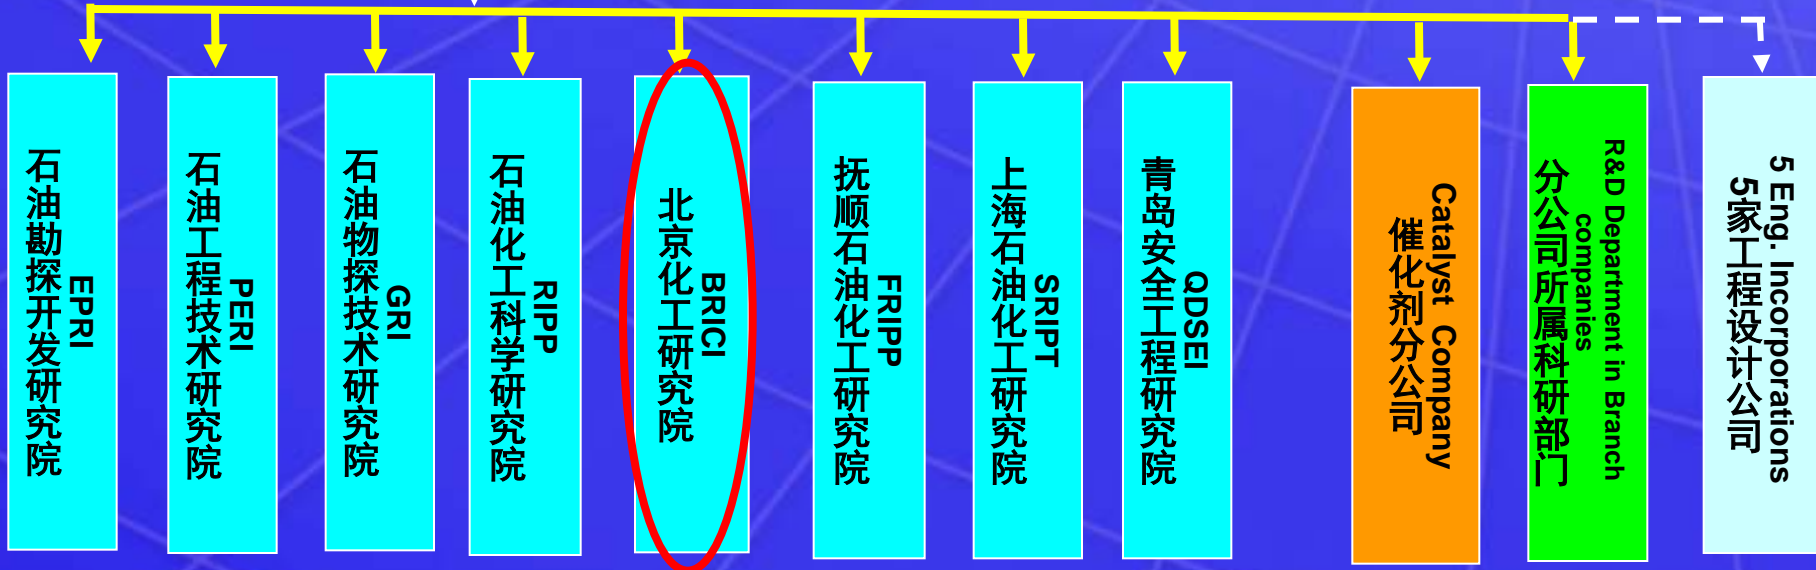 石油勘探开发研究院
EPRI
石油工程技术研究院
PERI
石油物探技术研究院
GRI
石油化工科学研究院
RIPP
北京化工研究院
BRICI
抚顺石油化工研究院
FRIPP
上海石油化工研究院
SRIPT
青岛安全工程研究院
QDSEI
Catalyst Company
催化剂分公司
R&D Department in Branch
companies
分公司所属科研部门
5 Eng. Incorporations
5家工程设计公司